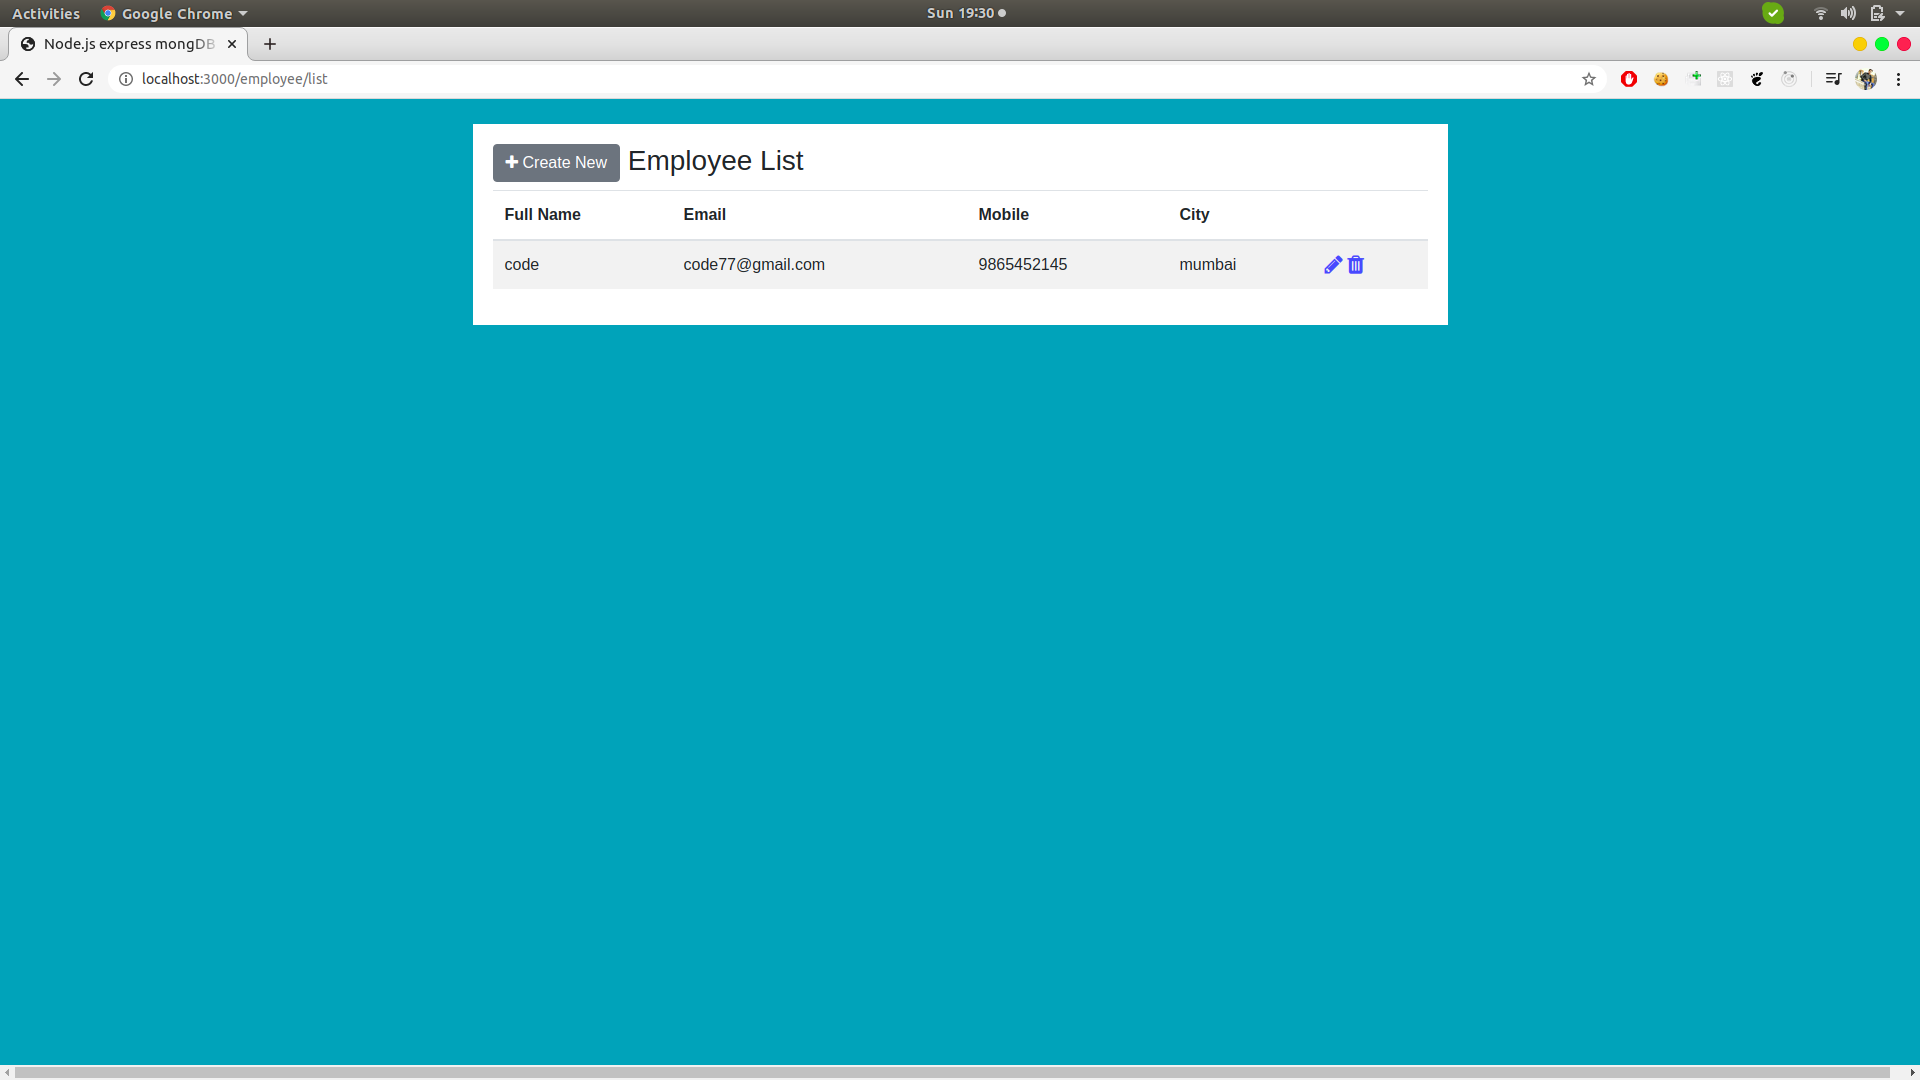 Activities Google Chrome Sun 19:30
Node.js express mongDB
localhost:3000/employee/list
Create New Employee List
Full Name Email Mobile City
code code77@gmail.com 9865452145 mumbai